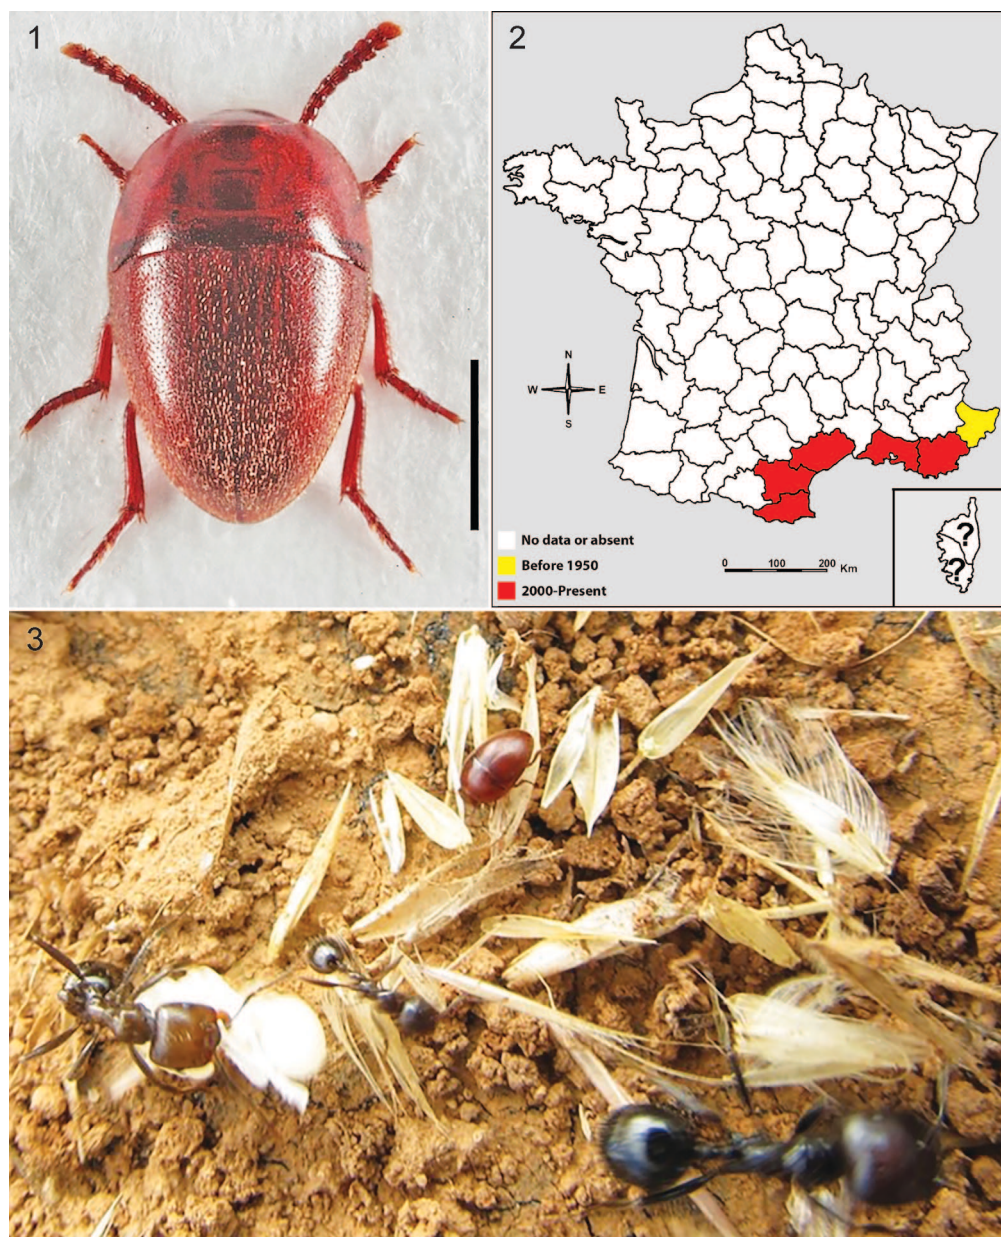 1
2
N
W E
S
No data or absent
Before 1950
2000-Present
0 100 200 Km
?
?
3